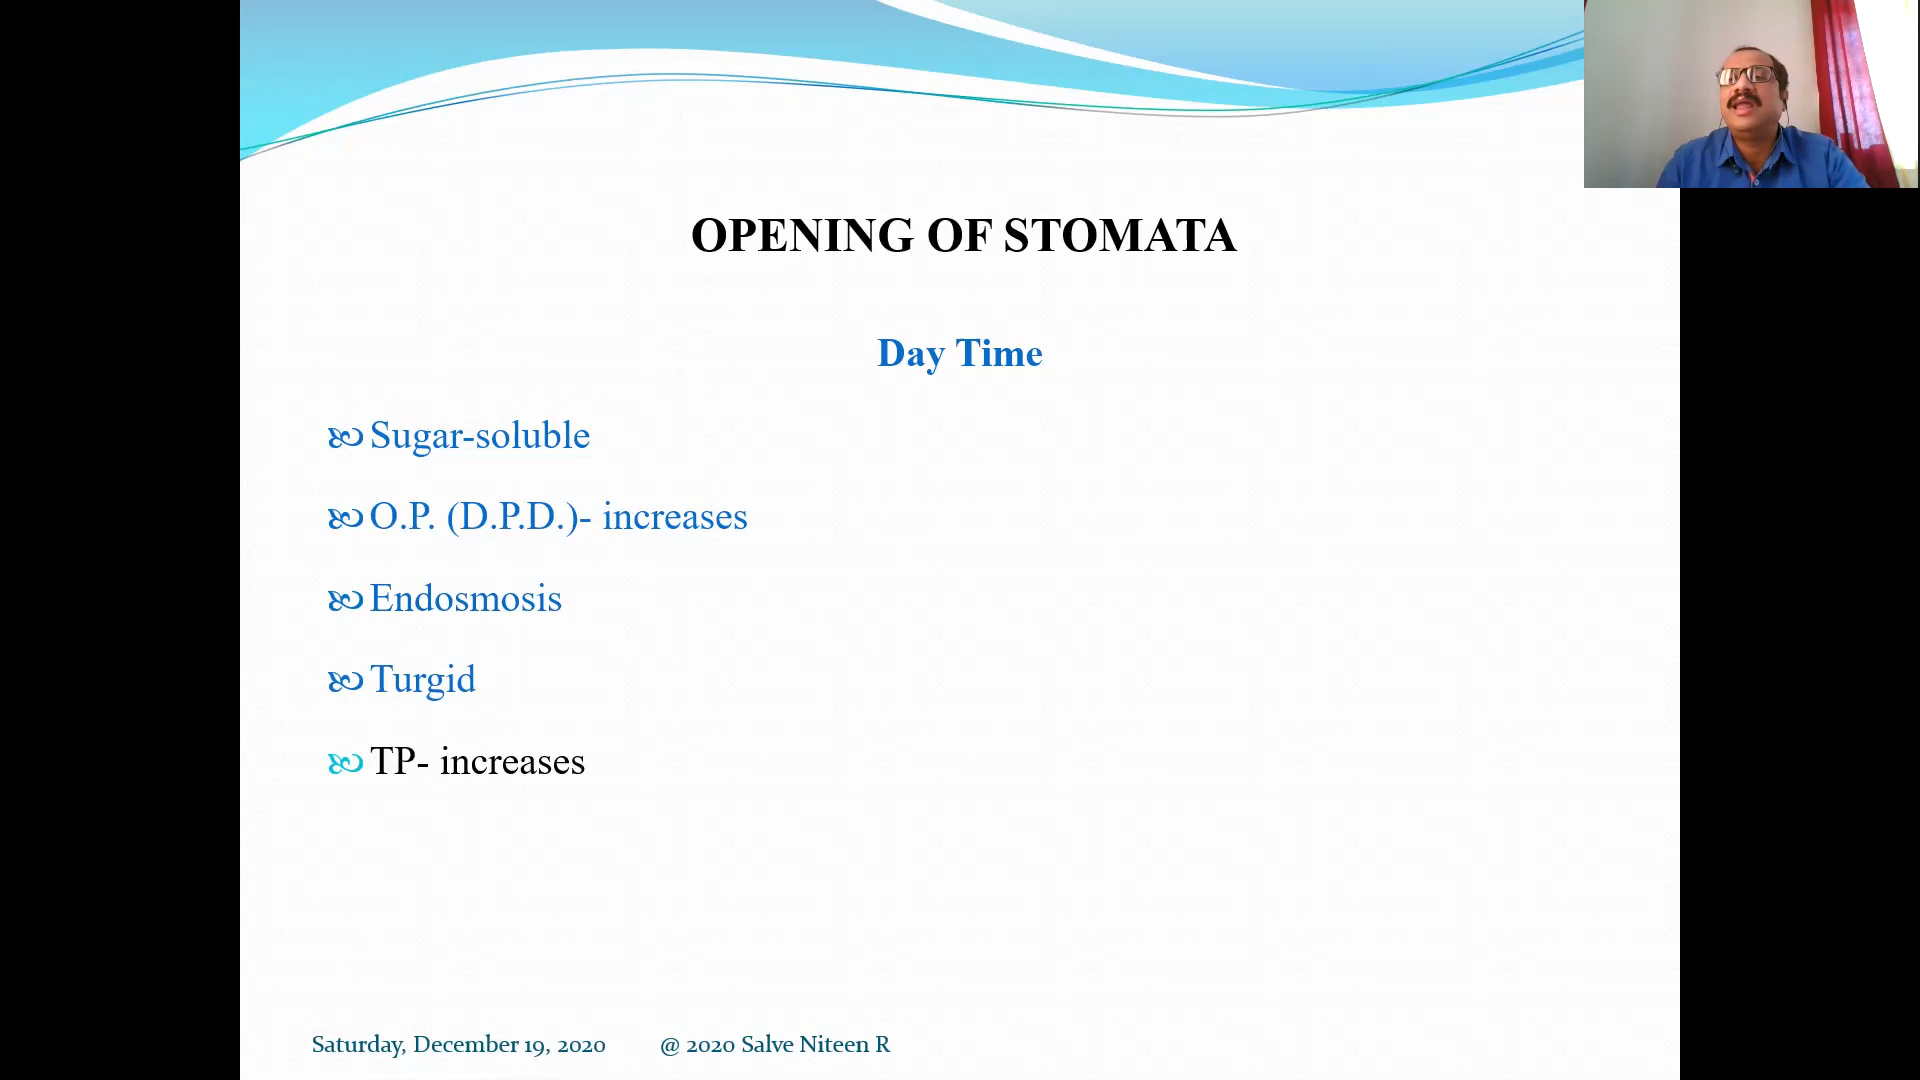 OPENING OF STOMATA
Day Time
Sugar-soluble
O.P. (D.P.D.)- increases
Endosmosis
Turgid
TP- increases
Saturday, December 19, 2020 @ 2020 Salve Niteen R